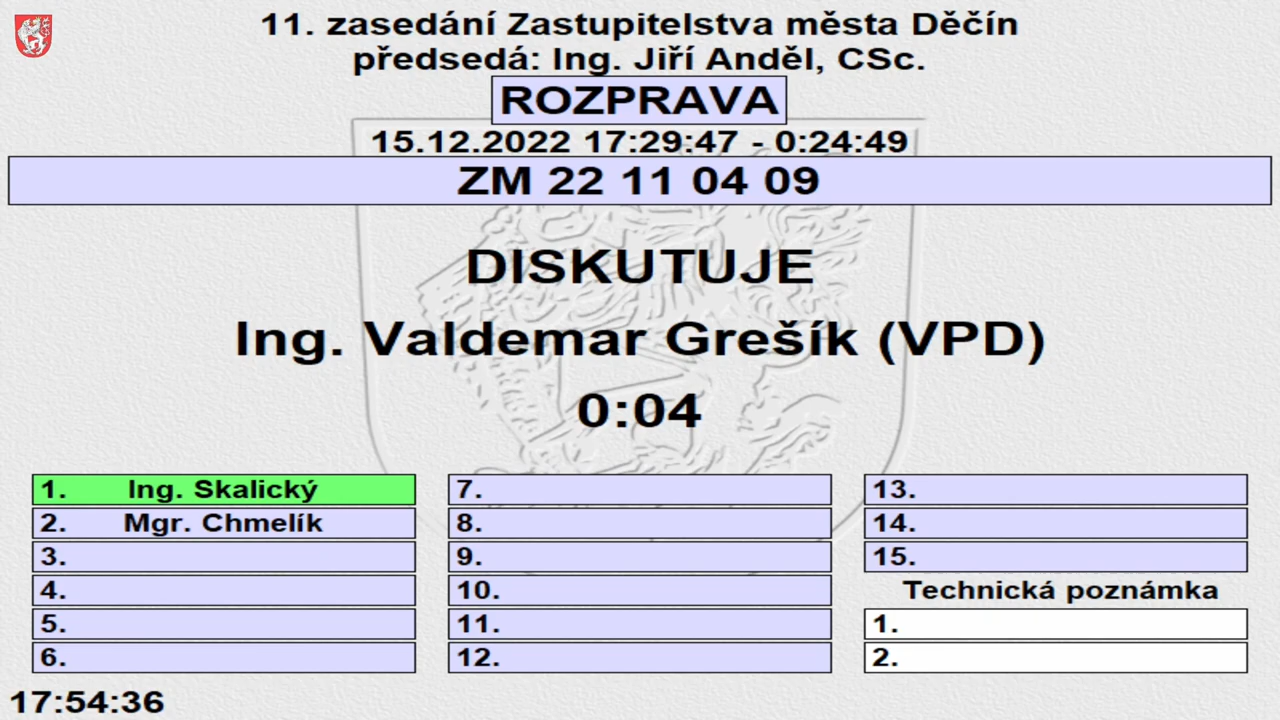 11. zasedání Zastupitelstva města Děčín
předsedá: Ing. Jiří Anděl, CSc.
ROZPRAVA
15.12.2022 17:29:47 - 0:24:49
ZM 22 11 04 09
DISKUTUJE
Ing. Valdemar Grešík (VPD)
0:04
1. Ing. Skalický
2. Mgr. Chmelík
3.
4.
5.
6.
7.
8.
9.
10.
11.
12.
13.
14.
15.
Technická poznámka
1.
2.
17:54:36